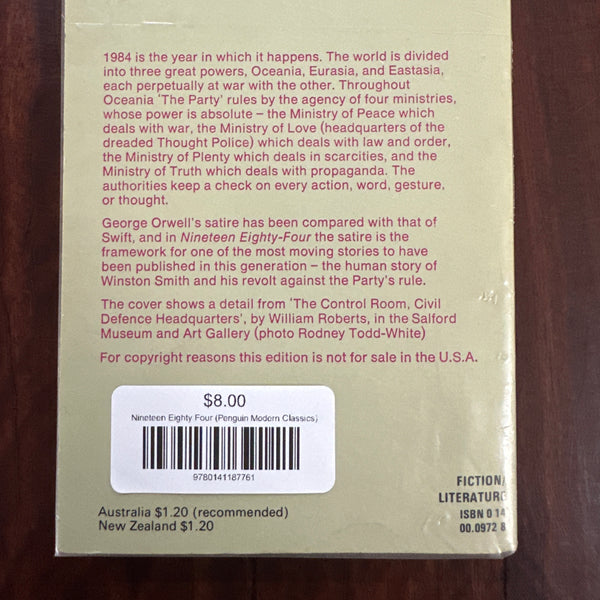 1984 is the year in which it happens. The world is divided
into three great powers, Oceania, Eurasia, and Eastasia,
each perpetually at war with the other. Throughout
Oceania 'The Party' rules by the agency of four ministries,
whose power is absolute – the Ministry of Peace which
deals with war, the Ministry of Love (headquarters of the
dreaded Thought Police) which deals with law and order,
the Ministry of Plenty which deals in scarcities, and the
Ministry of Truth which deals with propaganda. The
authorities keep a check on every action, word, gesture,
or thought.
George Orwell's satire has been compared with that of
Swift, and in Nineteen Eighty-Four the satire is the
framework for one of the most moving stories to have
been published in this generation – the human story of
Winston Smith and his revolt against the Party's rule.
The cover shows a detail from 'The Control Room, Civil
Defence Headquarters', by William Roberts, in the Salford
Museum and Art Gallery (photo Rodney Todd-White)
For copyright reasons this edition is not for sale in the U.S.A.
$8.00
Nineteen Eighty Four (Penguin Modern Classics)
9780141187761
Australia $1.20 (recommended)
New Zealand $1.20
FICTION/
LITERATURE
ISBN 0 14
00.0972 8